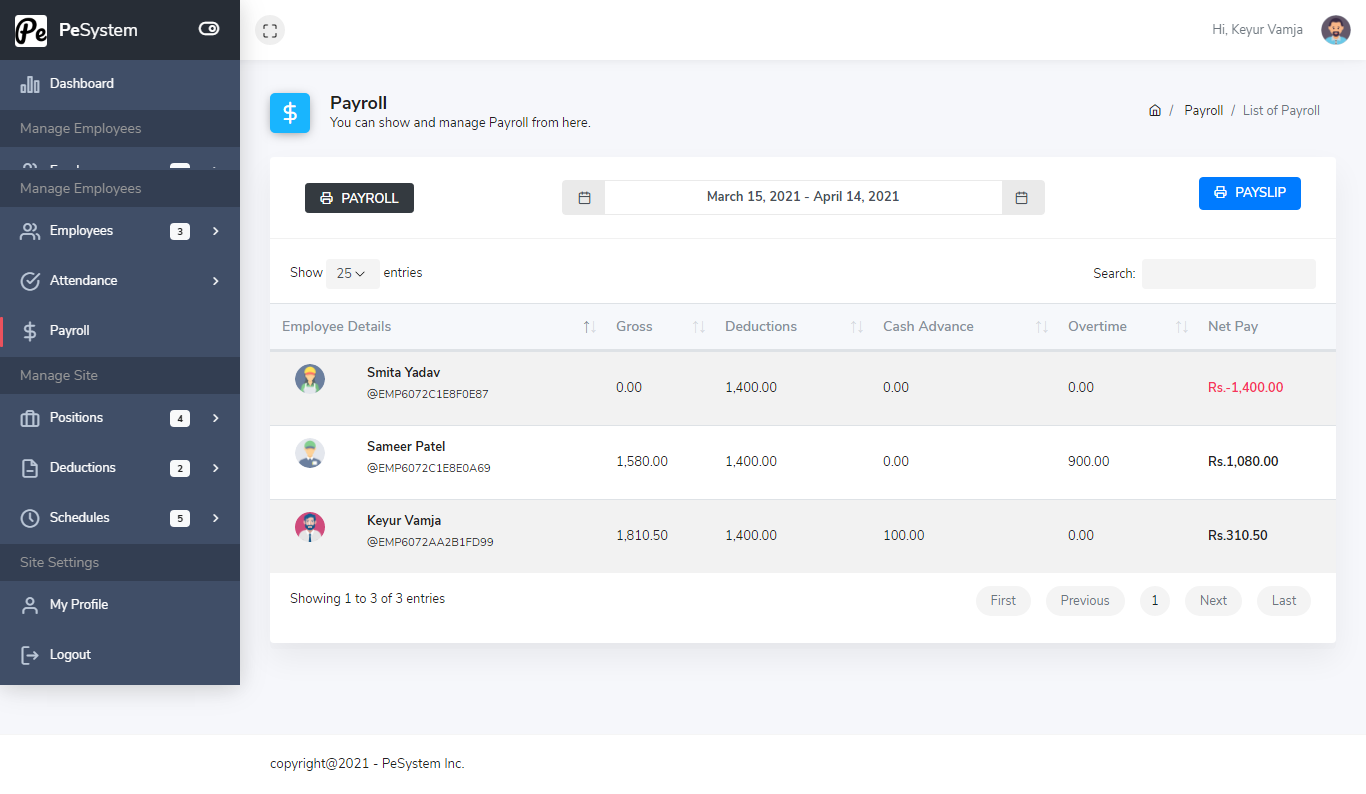 Pe PeSystem
Hi, Keyur Vamja
Dashboard
Manage Employees
Manage Employees
Employees 3
Attendance
Payroll
Manage Site
Positions 4
Deductions 2
Schedules 5
Site Settings
My Profile
Logout
Payroll
You can show and manage Payroll from here.
/ Payroll / List of Payroll
PAYROLL
March 15, 2021 - April 14, 2021
PAYSLIP
Show 25 entries
Search:
Employee Details Gross Deductions Cash Advance Overtime Net Pay
Smita Yadav
@EMP6072C1E8F0E87
0.00 1,400.00 0.00 0.00 Rs.-1,400.00
Sameer Patel
@EMP6072C1E8E0A69
1,580.00 1,400.00 0.00 900.00 Rs.1,080.00
Keyur Vamja
@EMP6072AA2B1FD99
1,810.50 1,400.00 100.00 0.00 Rs.310.50
Showing 1 to 3 of 3 entries
First Previous 1 Next Last
copyright@2021 - PeSystem Inc.